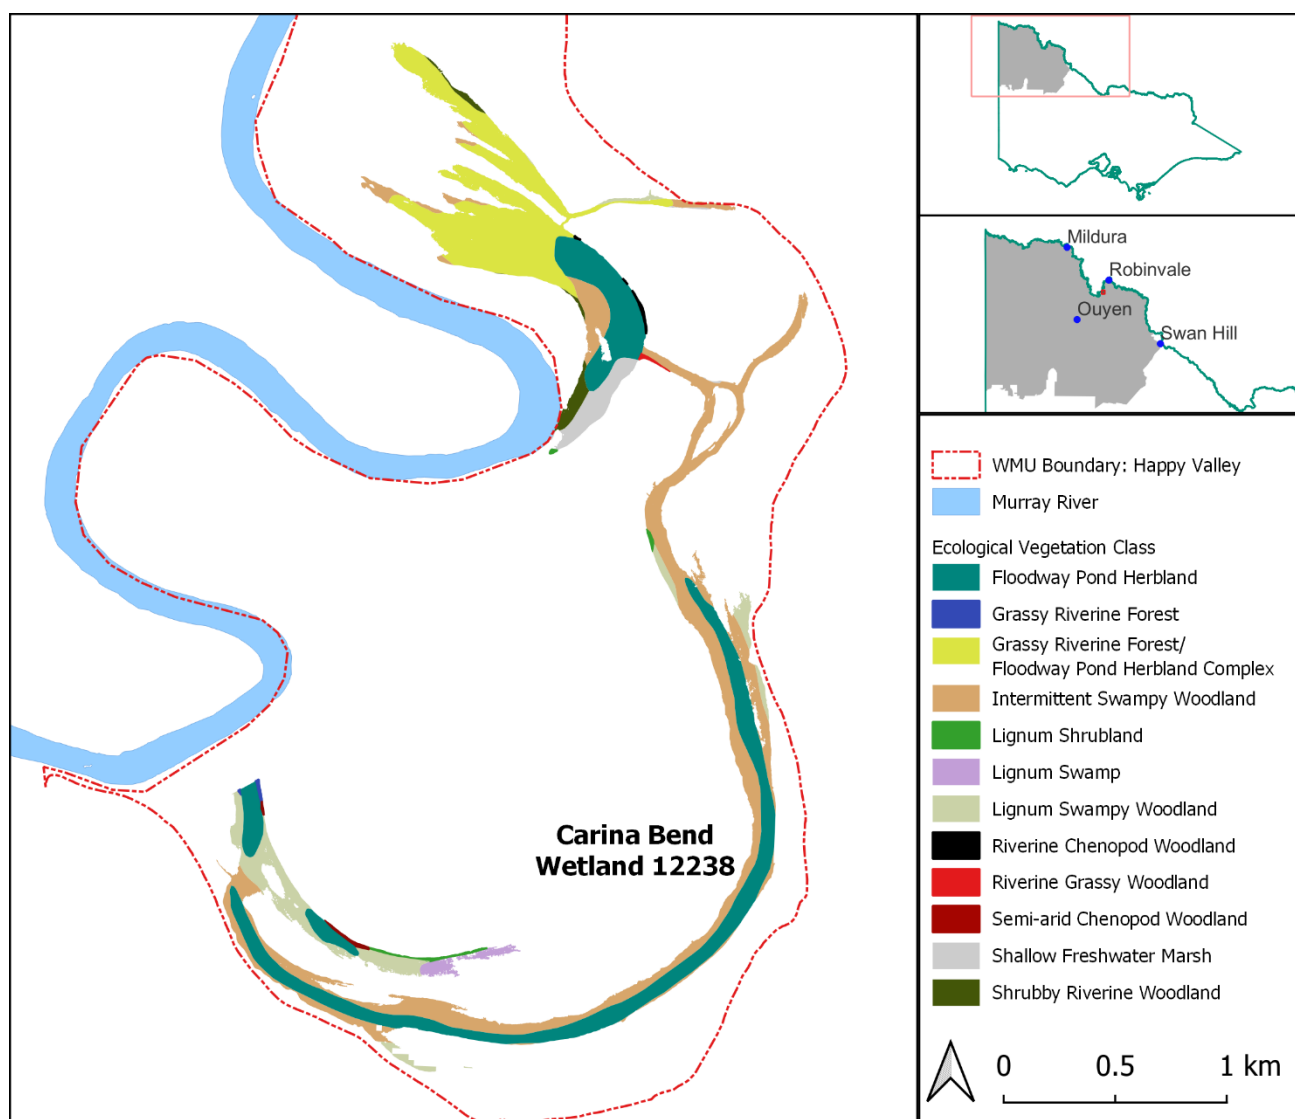 Carina Bend
Wetland 12238
Mildura
Robinvale
Ouyen
Swan Hill
WMU Boundary: Happy Valley
Murray River
Ecological Vegetation Class
Floodway Pond Herbland
Grassy Riverine Forest
Grassy Riverine Forest/
Floodway Pond Herbland Complex
Intermittent Swampy Woodland
Lignum Shrubland
Lignum Swamp
Lignum Swampy Woodland
Riverine Chenopod Woodland
Riverine Grassy Woodland
Semi-arid Chenopod Woodland
Shallow Freshwater Marsh
Shrubby Riverine Woodland
0 0.5 1 km